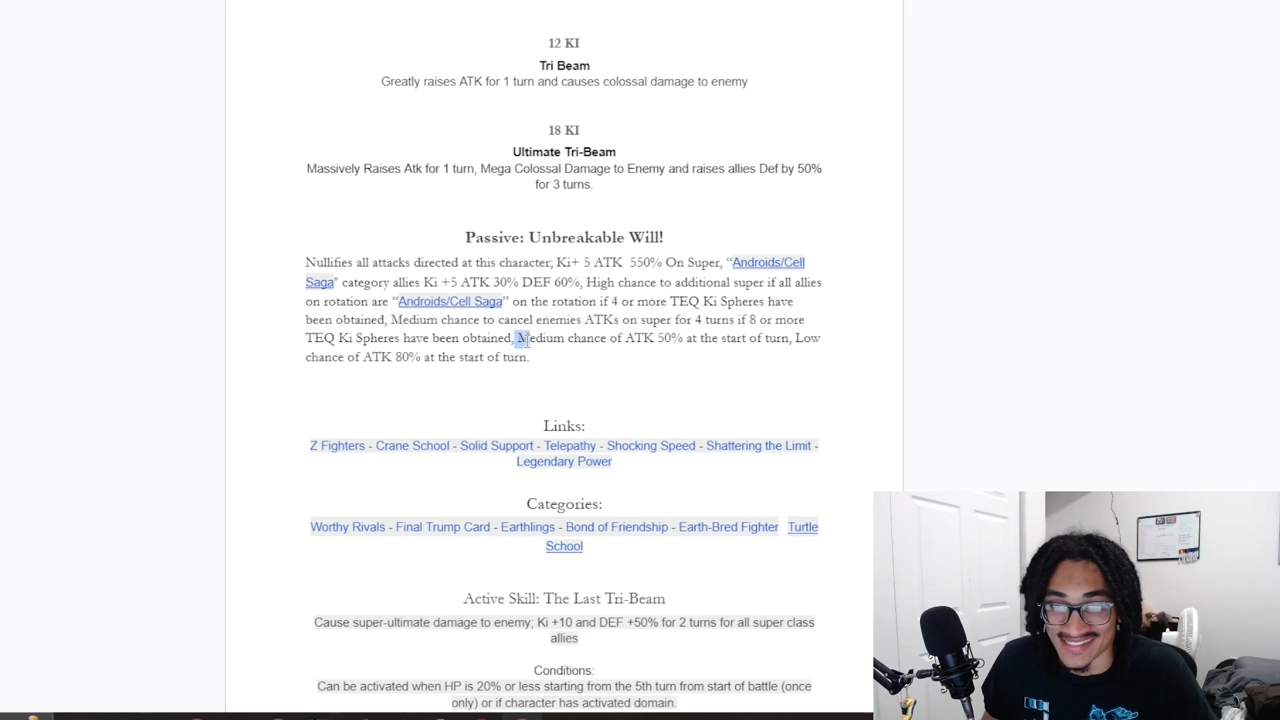 12 KI
Tri Beam
Greatly raises ATK for 1 turn and causes colossal damage to enemy
18 KI
Ultimate Tri-Beam
Massively Raises Atk for 1 turn, Mega Colossal Damage to Enemy and raises allies Def by 50%
for 3 turns.
Passive: Unbreakable Will!
Nullifies all attacks directed at this character; Ki+ 5 ATK  550% On Super, “Androids/Cell
Saga" category allies Ki +5 ATK 30% DEF 60%, High chance to additional super if all allies
on rotation are “Androids/Cell Saga” on the rotation if 4 or more TEQ Ki Spheres have
been obtained, Medium chance to cancel enemies ATKs on super for 4 turns if 8 or more
TEQ Ki Spheres have been obtained, Medium chance of ATK 50% at the start of turn, Low
chance of ATK 80% at the start of turn.
Links:
Z Fighters - Crane School - Solid Support - Telepathy - Shocking Speed - Shattering the Limit -
Legendary Power
Categories:
Worthy Rivals - Final Trump Card - Earthlings - Bond of Friendship - Earth-Bred Fighter  Turtle
School
Active Skill: The Last Tri-Beam
Cause super-ultimate damage to enemy; Ki +10 and DEF +50% for 2 turns for all super class
allies
Conditions:
Can be activated when HP is 20% or less starting from the 5th turn from start of battle (once
only) or if character has activated domain.